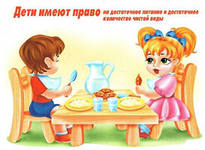 Дети имеют право на достаточное питание и достаточное
количество чистой воды